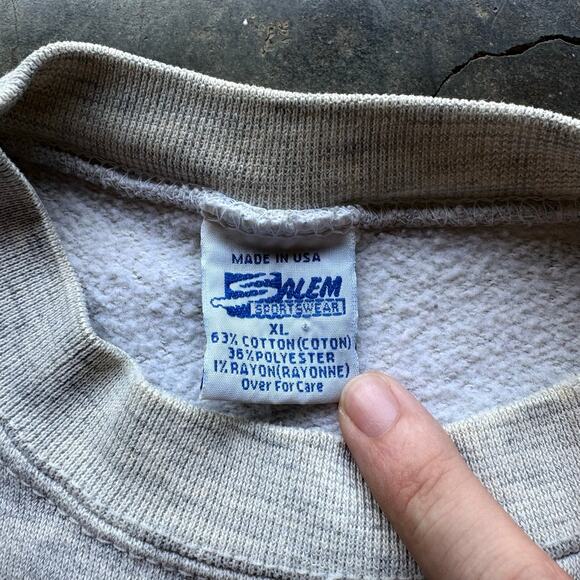 MADE IN USA
SALEM
SPORTSWEAR
XL
63% COTTON(COTON)
36% POLYESTER
1% RAYON(RAYONNE)
Over For Care